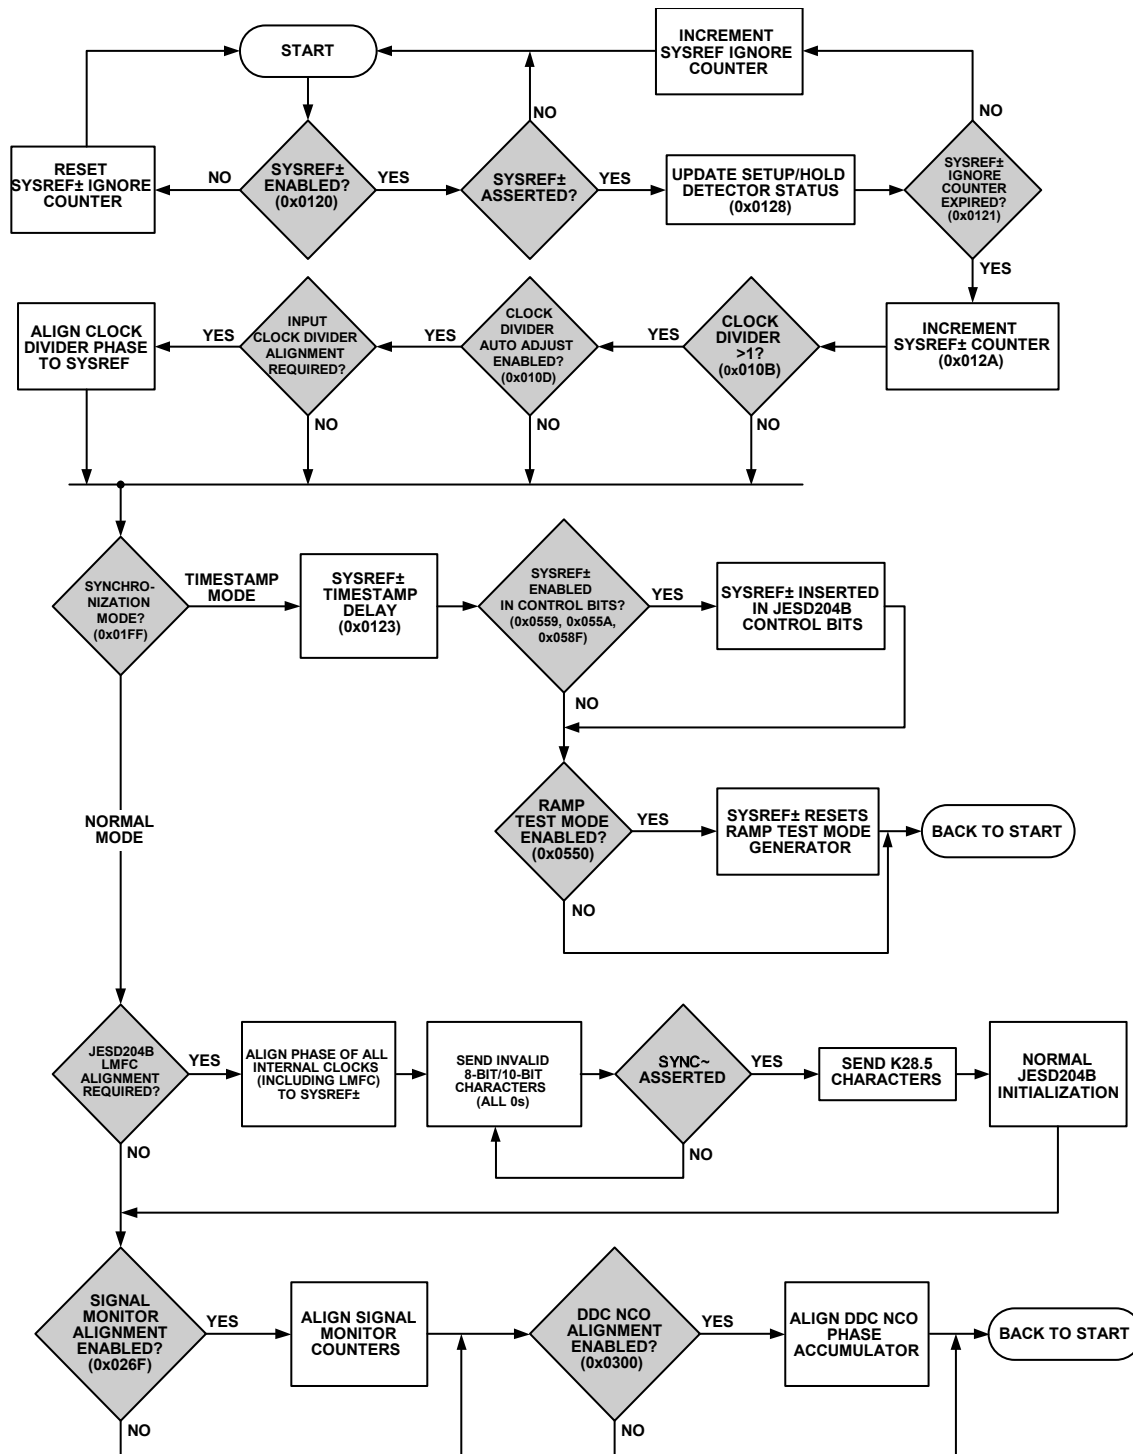 START
INCREMENT
SYSREF IGNORE
COUNTER
NO
NO
RESET
SYSREF± IGNORE
COUNTER
NO
SYSREF±
ENABLED?
(0x0120)
YES
SYSREF±
ASSERTED?
YES
UPDATE SETUP/HOLD
DETECTOR STATUS
(0x0128)
SYSREF±
IGNORE
COUNTER
EXPIRED?
(0x0121)
YES
ALIGN CLOCK
DIVIDER PHASE
TO SYSREF
YES
INPUT
CLOCK DIVIDER
ALIGNMENT
REQUIRED?
YES
CLOCK
DIVIDER
AUTO ADJUST
ENABLED?
(0x010D)
YES
CLOCK
DIVIDER
>1?
(0x010B)
INCREMENT
SYSREF± COUNTER
(0x012A)
NO
NO
NO
SYNCHRO-
NIZATION
MODE?
(0x01FF)
TIMESTAMP
MODE
SYSREF±
TIMESTAMP
DELAY
(0x0123)
SYSREF±
ENABLED
IN CONTROL BITS?
(0x0559, 0x055A,
0x058F)
YES
SYSREF± INSERTED
IN JESD204B
CONTROL BITS
NO
NORMAL
MODE
RAMP
TEST MODE
ENABLED?
(0x0550)
YES
SYSREF± RESETS
RAMP TEST MODE
GENERATOR
BACK TO START
NO
JESD204B
LMFC
ALIGNMENT
REQUIRED?
YES
ALIGN PHASE OF ALL
INTERNAL CLOCKS
(INCLUDING LMFC)
TO SYSREF±
SEND INVALID
8-BIT/10-BIT
CHARACTERS
(ALL 0s)
SYNC~
ASSERTED
YES
SEND K28.5
CHARACTERS
NORMAL
JESD204B
INITIALIZATION
NO
NO
SIGNAL
MONITOR
ALIGNMENT
ENABLED?
(0x026F)
YES
ALIGN SIGNAL
MONITOR
COUNTERS
DDC NCO
ALIGNMENT
ENABLED?
(0x0300)
YES
ALIGN DDC NCO
PHASE
ACCUMULATOR
BACK TO START
NO
NO